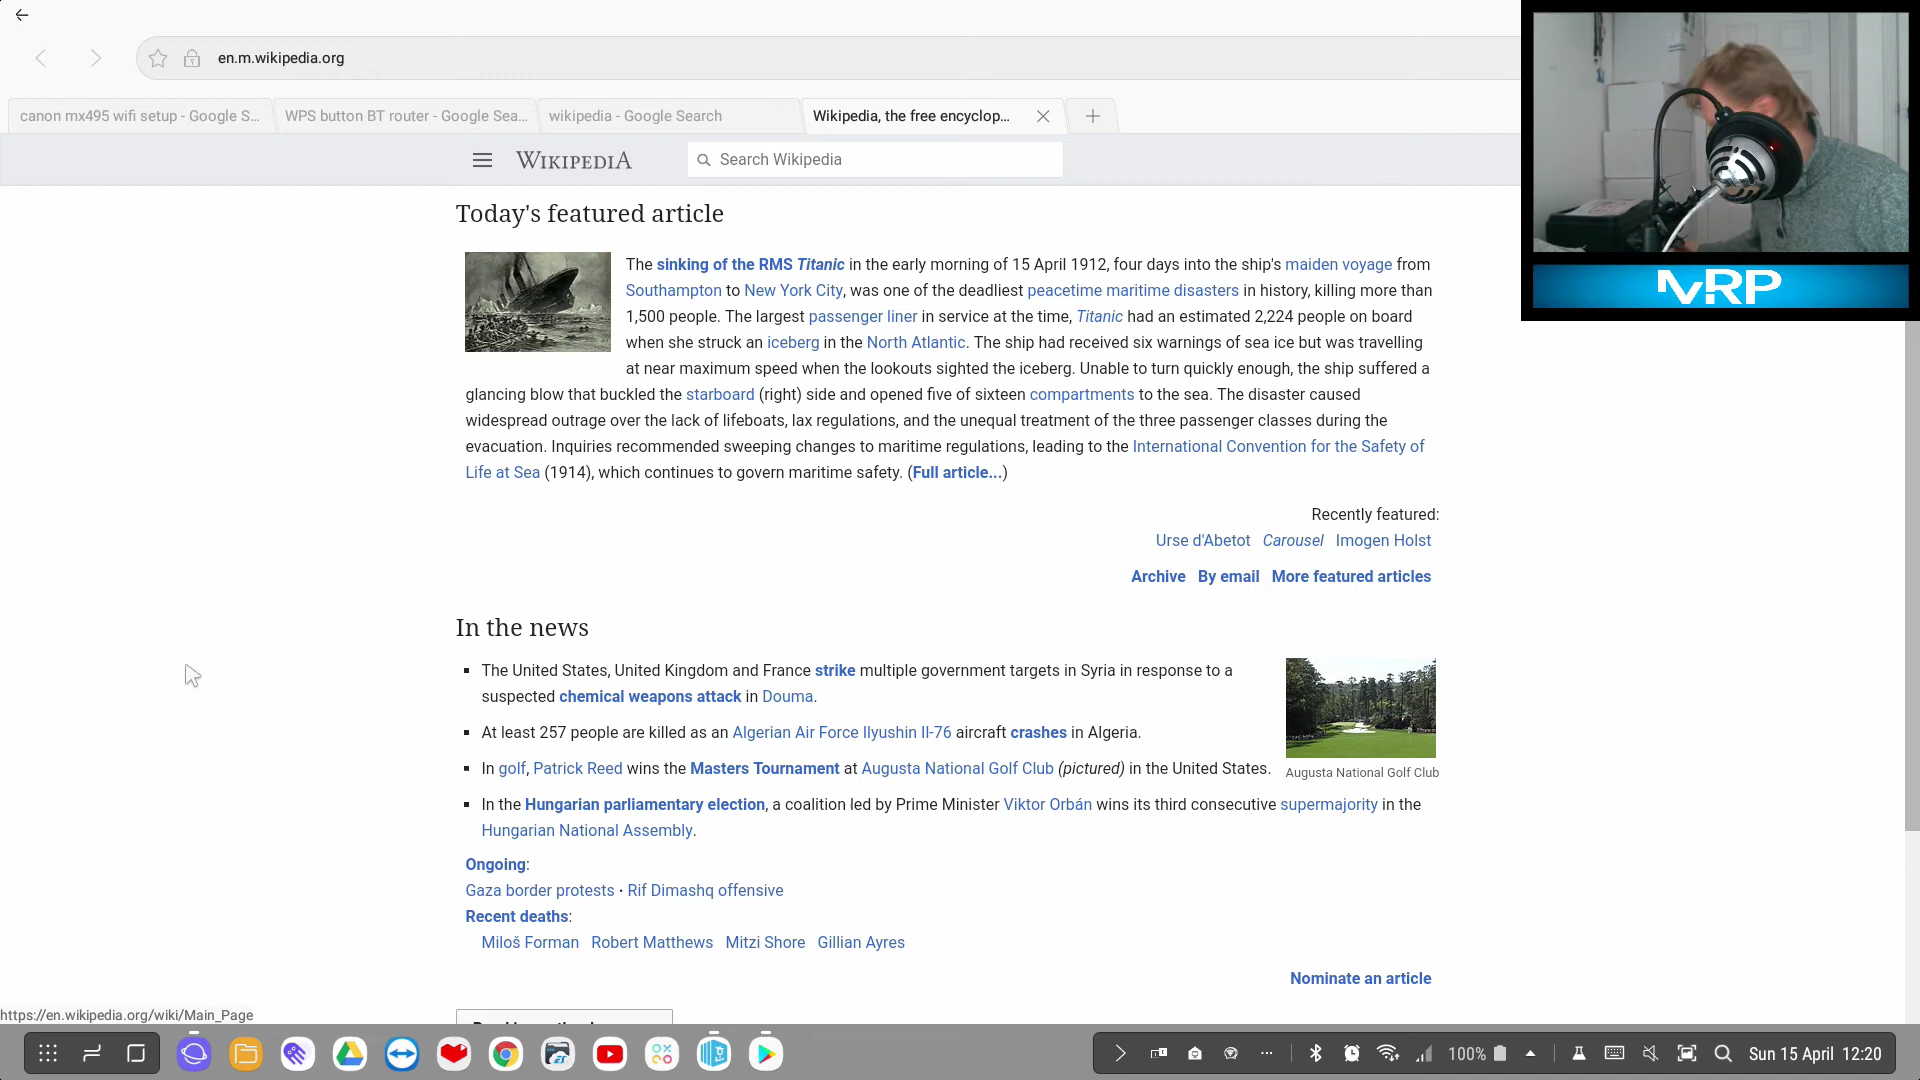 en.m.wikipedia.org
canon mx495 wifi setup - Google S...
WPS button BT router - Google Sea...
wikipedia - Google Search
Wikipedia, the free encyclop...
WIKIPEDIA
Search Wikipedia
MRP
Today's featured article
The sinking of the RMS Titanic in the early morning of 15 April 1912, four days into the ship's maiden voyage from
Southampton to New York City, was one of the deadliest peacetime maritime disasters in history, killing more than
1,500 people. The largest passenger liner in service at the time, Titanic had an estimated 2,224 people on board
when she struck an iceberg in the North Atlantic. The ship had received six warnings of sea ice but was travelling
at near maximum speed when the lookouts sighted the iceberg. Unable to turn quickly enough, the ship suffered a
glancing blow that buckled the starboard (right) side and opened five of sixteen compartments to the sea. The disaster caused
widespread outrage over the lack of lifeboats, lax regulations, and the unequal treatment of the three passenger classes during the
evacuation. Inquiries recommended sweeping changes to maritime regulations, leading to the International Convention for the Safety of
Life at Sea (1914), which continues to govern maritime safety. (Full article...)
Recently featured:
Urse d'Abetot Carousel Imogen Holst
Archive By email More featured articles
In the news
The United States, United Kingdom and France strike multiple government targets in Syria in response to a
suspected chemical weapons attack in Douma.
At least 257 people are killed as an Algerian Air Force Ilyushin Il-76 aircraft crashes in Algeria.
In golf, Patrick Reed wins the Masters Tournament at Augusta National Golf Club (pictured) in the United States.
Augusta National Golf Club
In the Hungarian parliamentary election, a coalition led by Prime Minister Viktor Orbán wins its third consecutive supermajority in the
Hungarian National Assembly.
Ongoing:
Gaza border protests · Rif Dimashq offensive
Recent deaths:
Miloš Forman Robert Matthews Mitzi Shore Gillian Ayres
Nominate an article
https://en.wikipedia.org/wiki/Main_Page
100%
Sun 15 April 12:20